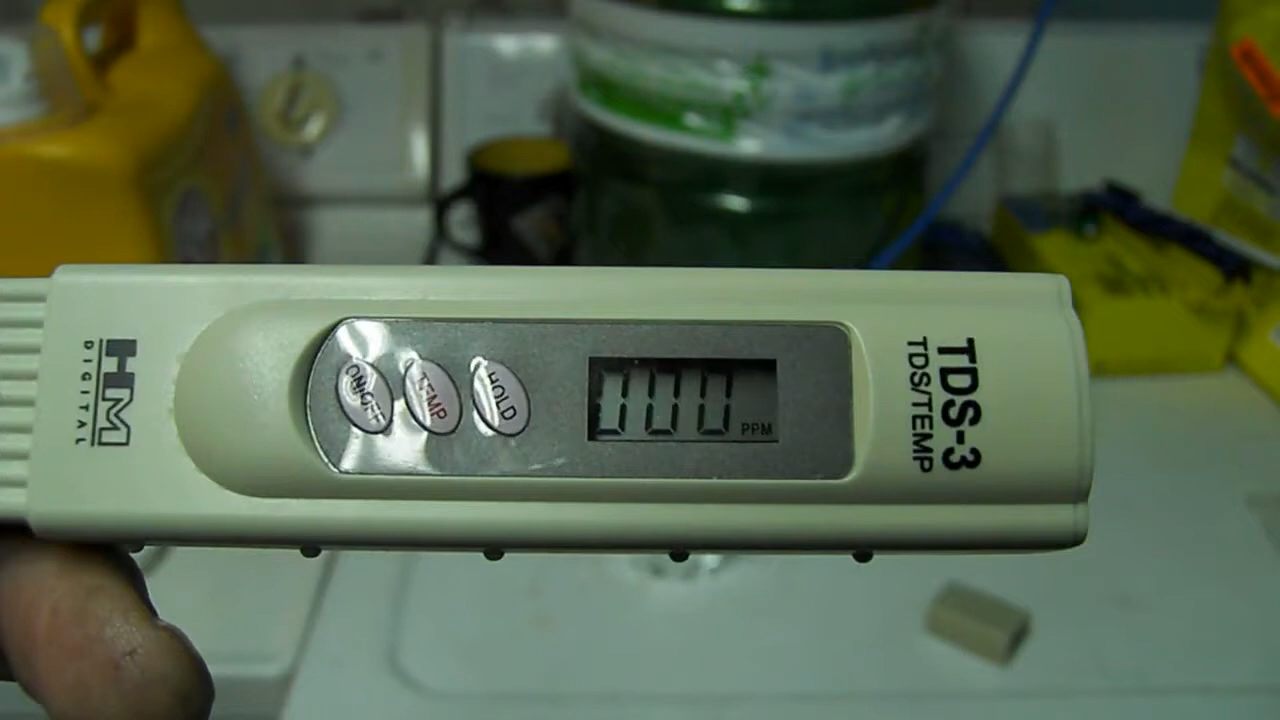 HM
DIGITAL
ON/OFF
TEMP
HOLD
000
PPM
TDS-3
TDS/TEMP